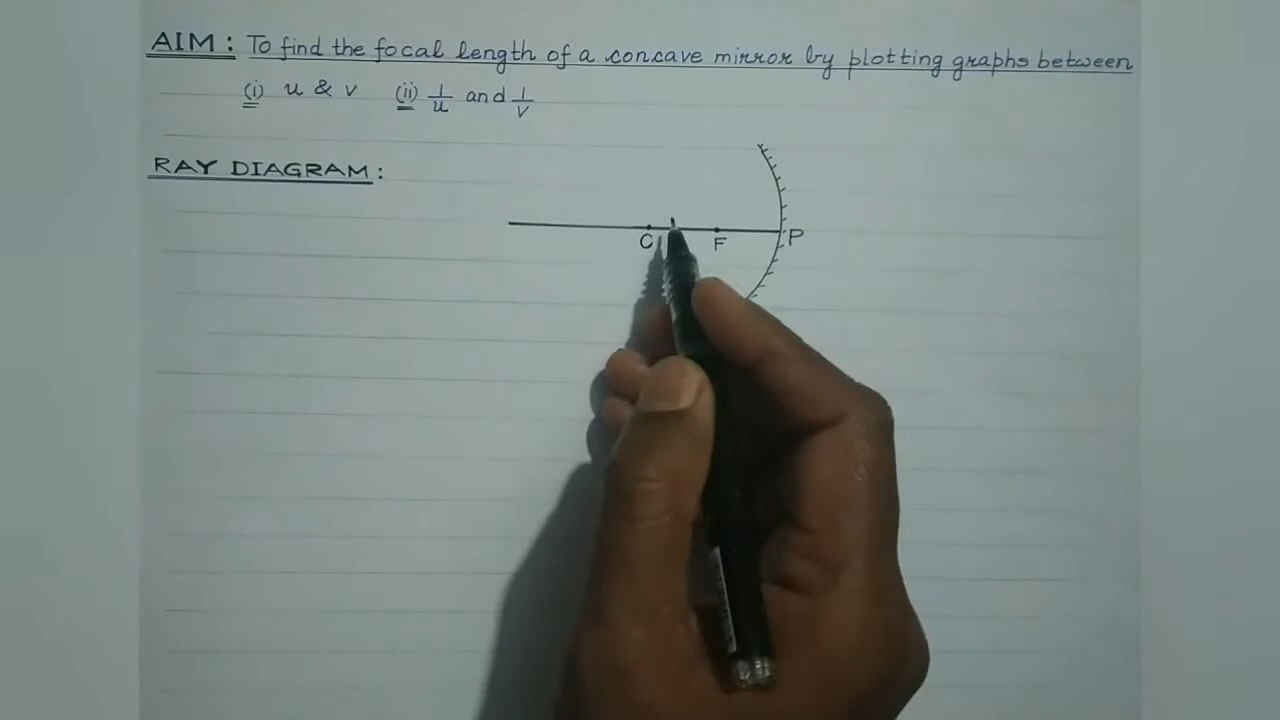 AIM: To find the focal length of a concave mirror by plotting graphs between
(i) u & v (ii) 1/u and 1/v
RAY DIAGRAM:
C F P